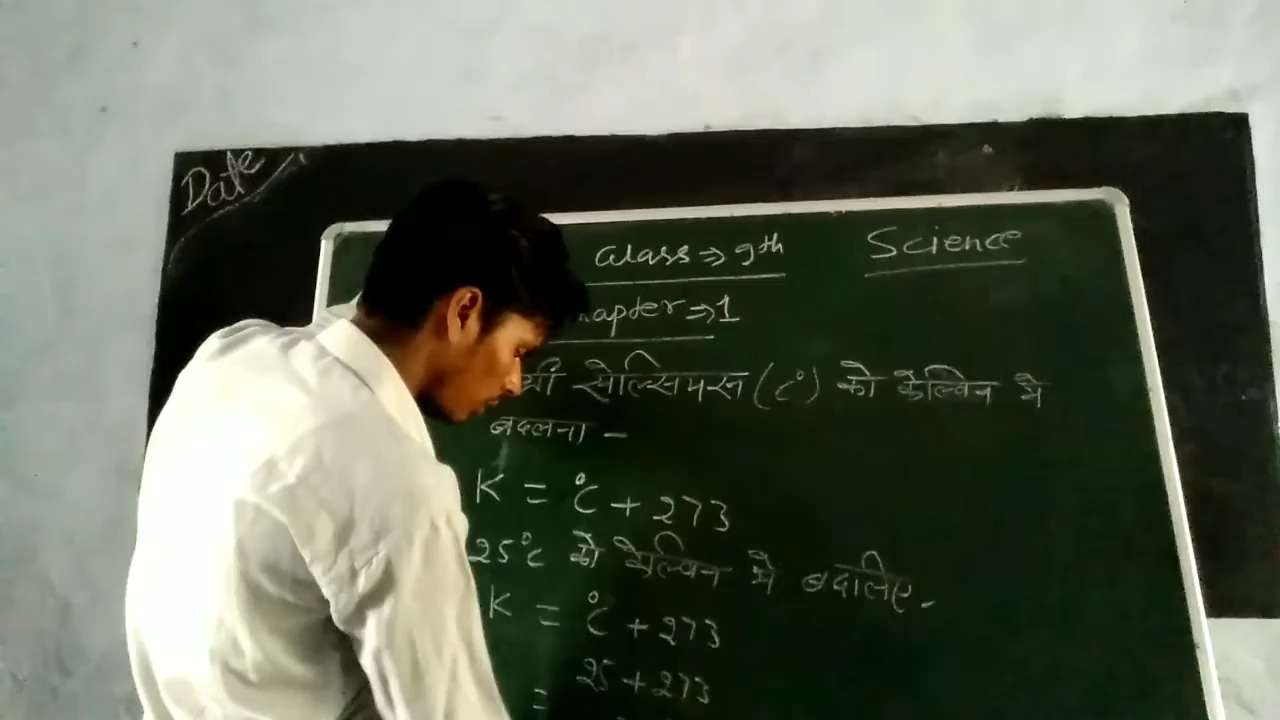 Date
Class ⇒ 9th Science
Chapter ⇒ 1
सेल्सियस (C°) को केल्विन मे
बदलना -
K = °C + 273
25°C को केल्विन मे बदलिए.
K = °C + 273
= 25 + 273